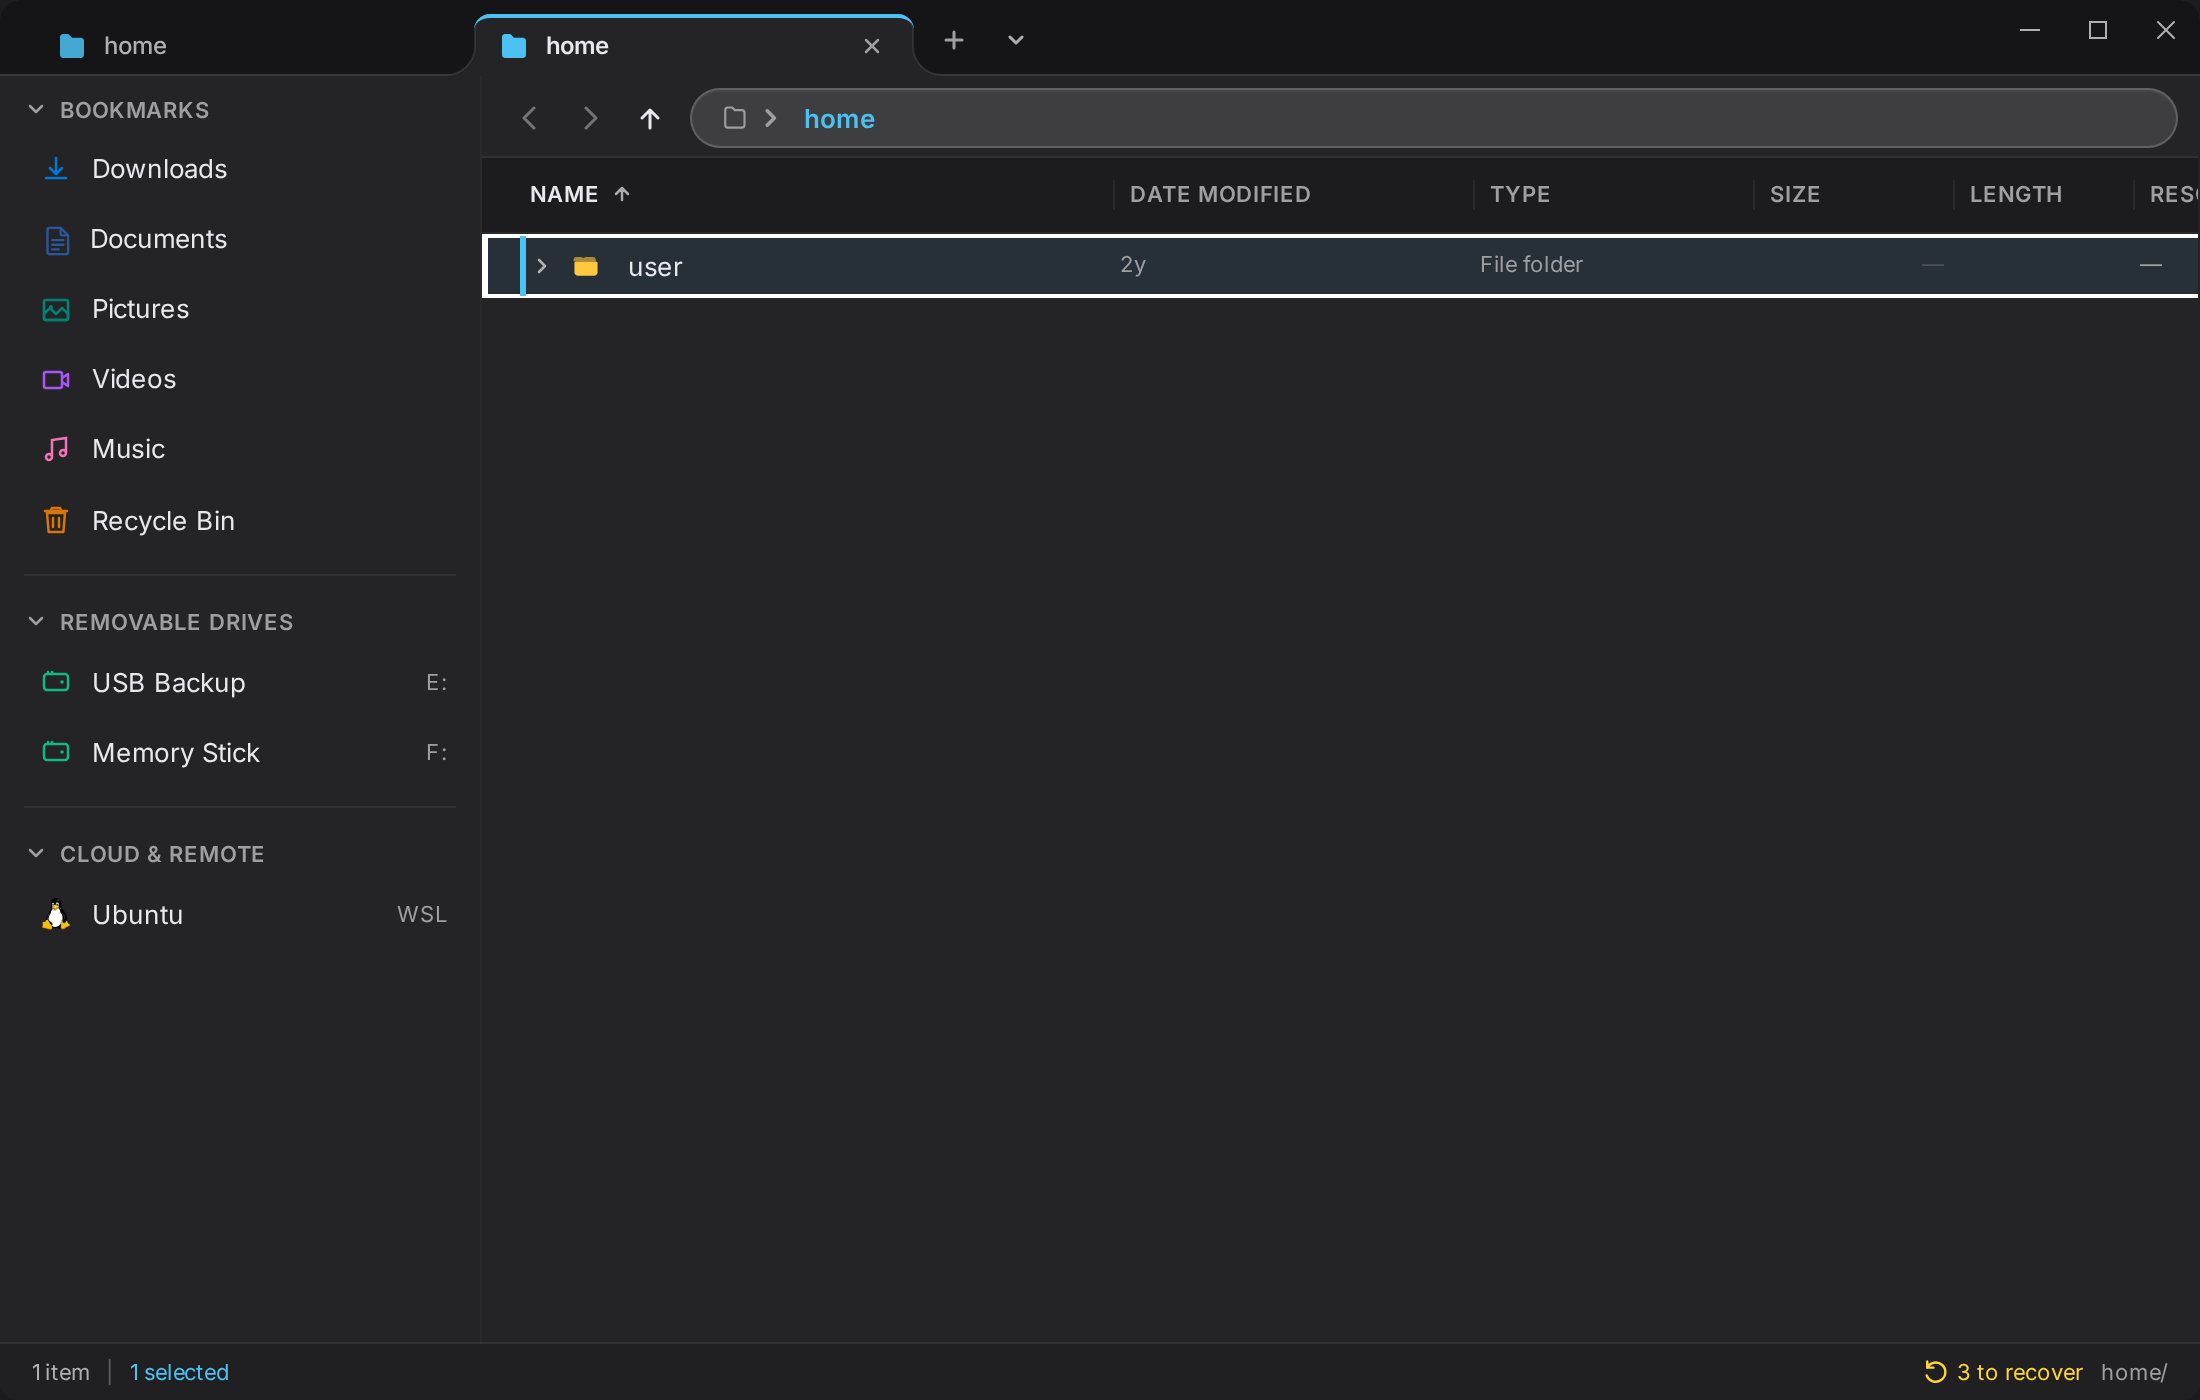 home
home
BOOKMARKS
Downloads
Documents
Pictures
Videos
Music
Recycle Bin
REMOVABLE DRIVES
USB Backup E:
Memory Stick F:
CLOUD & REMOTE
Ubuntu WSL
home
NAME DATE MODIFIED TYPE SIZE LENGTH RESO
user 2y File folder — —
1 item 1 selected
3 to recover home/